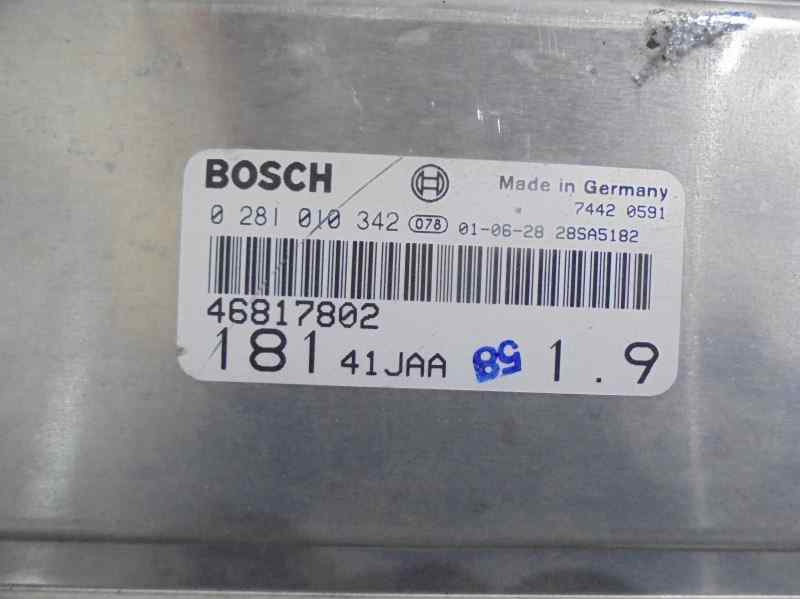 BOSCH Made in Germany
7442 0591
0 281 010 342 078 01-06-28 28SA5182
46817802
181 41JAA 58 1.9